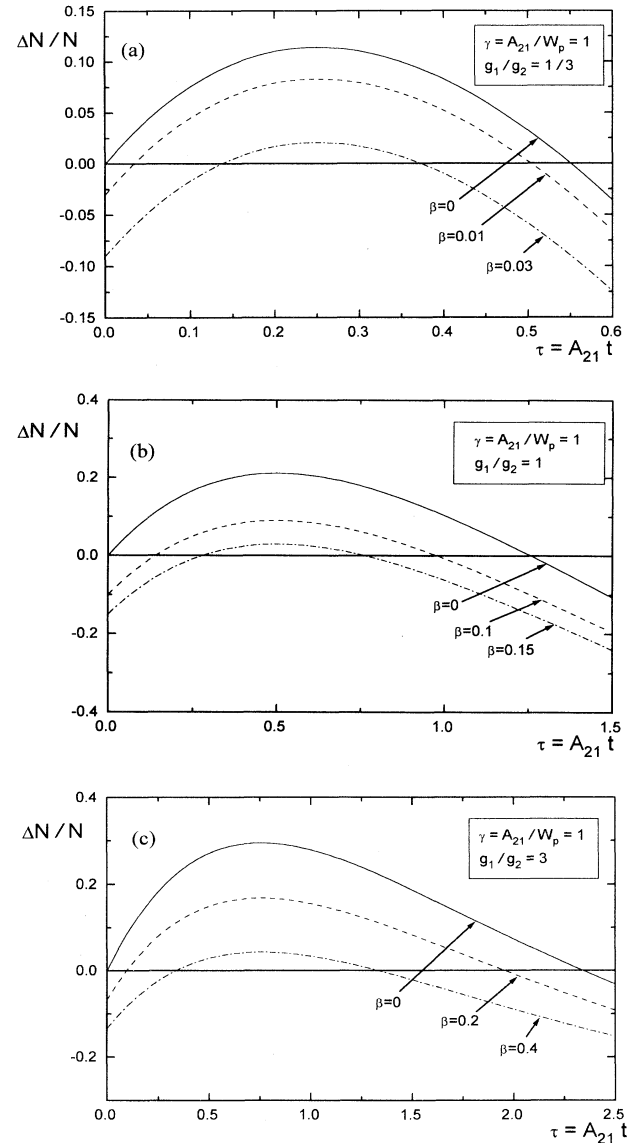 ΔN / N
(a)
γ = A₂₁ / Wₚ = 1
g₁ / g₂ = 1 / 3
0.15
0.10
0.05
0.00
-0.05
-0.10
-0.15
β=0
β=0.01
β=0.03
0.0 0.1 0.2 0.3 0.4 0.5 0.6
τ = A₂₁ t
ΔN / N
(b)
γ = A₂₁ / Wₚ = 1
g₁ / g₂ = 1
0.4
0.2
0.0
-0.2
-0.4
β=0
β=0.1
β=0.15
0.0 0.5 1.0 1.5
τ = A₂₁ t
ΔN / N
(c)
γ = A₂₁ / Wₚ = 1
g₁ / g₂ = 3
0.4
0.2
0.0
-0.2
β=0
β=0.2
β=0.4
0.0 0.5 1.0 1.5 2.0 2.5
τ = A₂₁ t